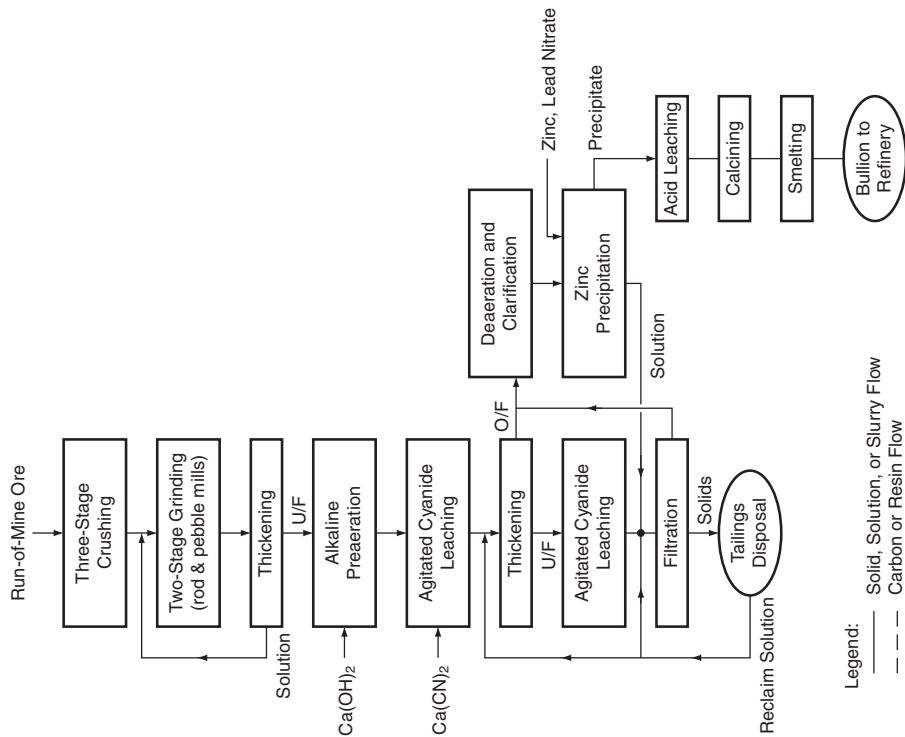 Run-of-Mine Ore
Three-Stage
Crushing
Two-Stage Grinding
(rod & pebble mills)
Solution
Thickening
U/F
Ca(OH)2
Alkaline
Preaeration
Ca(CN)2
Agitated Cyanide
Leaching
Thickening
O/F
U/F
Agitated Cyanide
Leaching
Filtration
Solids
Tailings
Disposal
Reclaim Solution
Deaeration and
Clarification
Zinc, Lead Nitrate
Zinc
Precipitation
Solution
Precipitate
Acid Leaching
Calcining
Smelting
Bullion to
Refinery
Legend:
Solid, Solution, or Slurry Flow
Carbon or Resin Flow